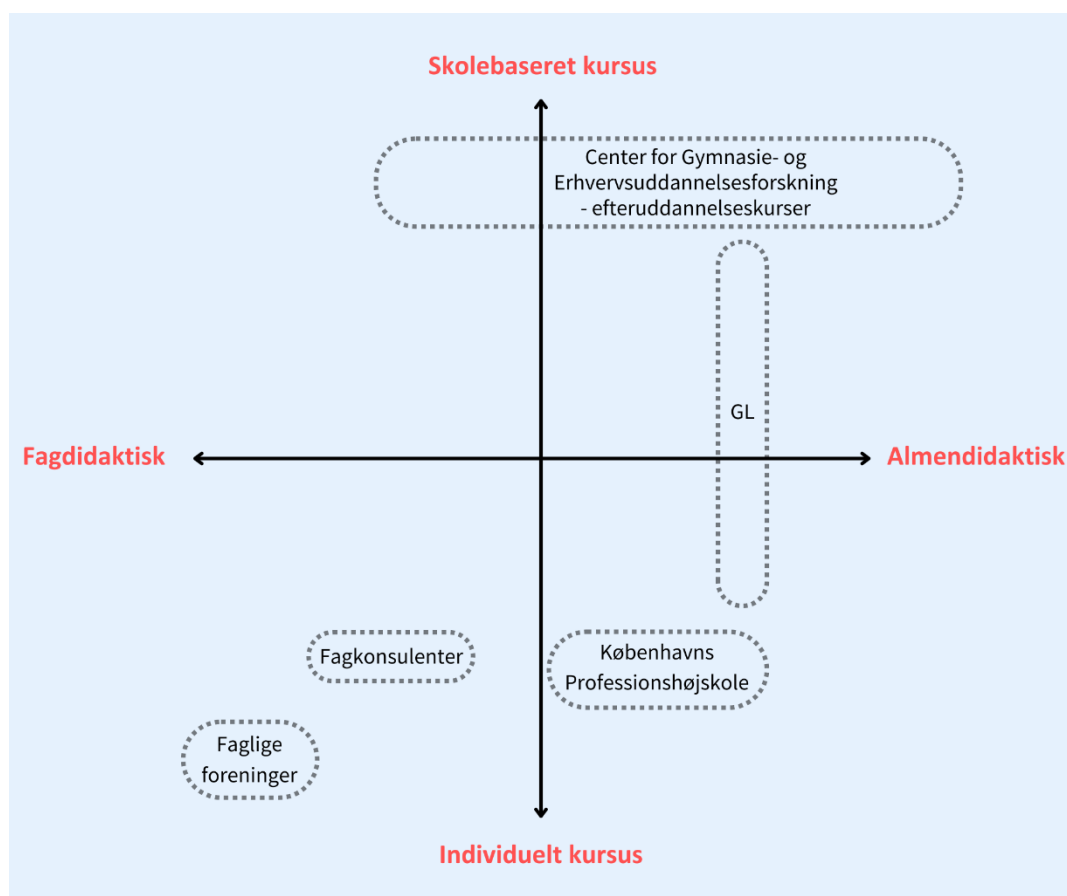 Skolebaseret kursus
Center for Gymnasie- og
Erhvervsuddannelsesforskning
- efteruddannelseskurser
GL
Fagdidaktisk
Almendidaktisk
Fagkonsulenter
Københavns
Professionshøjskole
Faglige
foreninger
Individuelt kursus